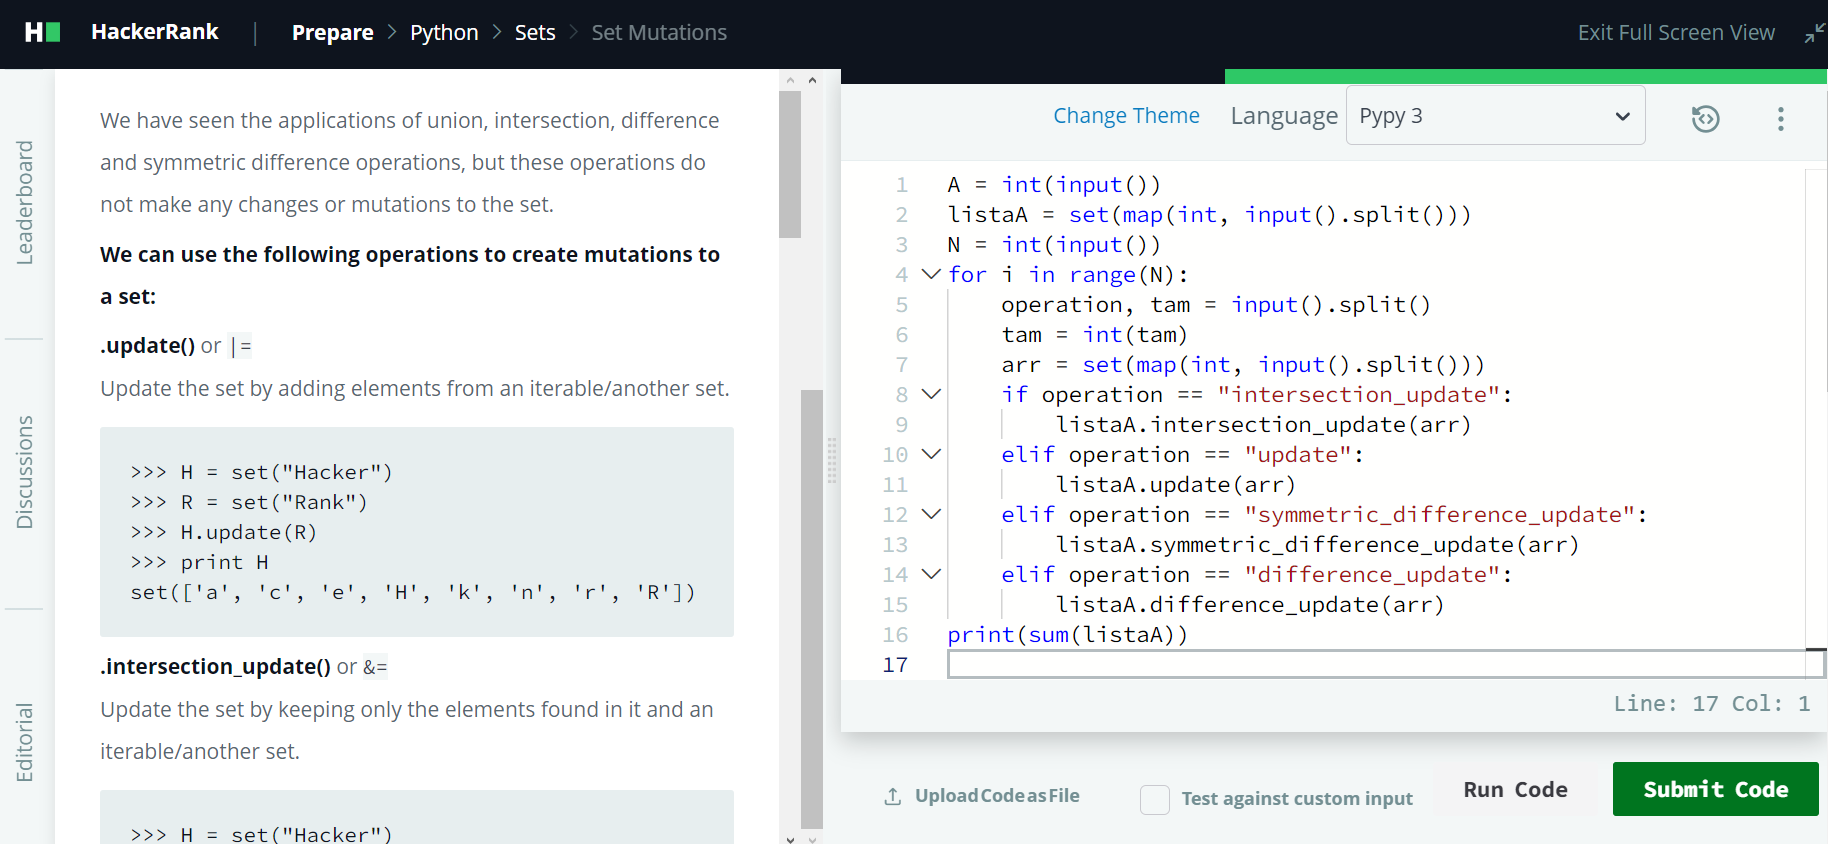 HackerRank | Prepare > Python > Sets > Set Mutations Exit Full Screen View
Leaderboard
Discussions
Editorial
We have seen the applications of union, intersection, difference
and symmetric difference operations, but these operations do
not make any changes or mutations to the set.
We can use the following operations to create mutations to
a set:
.update() or |=
Update the set by adding elements from an iterable/another set.
>>> H = set("Hacker")
>>> R = set("Rank")
>>> H.update(R)
>>> print H
set(['a', 'c', 'e', 'H', 'k', 'n', 'r', 'R'])
.intersection_update() or &=
Update the set by keeping only the elements found in it and an
iterable/another set.
>>> H = set("Hacker")
Change Theme Language Pypy 3
1 A = int(input())
2 listaA = set(map(int, input().split()))
3 N = int(input())
4 for i in range(N):
5     operation, tam = input().split()
6     tam = int(tam)
7     arr = set(map(int, input().split()))
8     if operation == "intersection_update":
9         listaA.intersection_update(arr)
10     elif operation == "update":
11         listaA.update(arr)
12     elif operation == "symmetric_difference_update":
13         listaA.symmetric_difference_update(arr)
14     elif operation == "difference_update":
15         listaA.difference_update(arr)
16 print(sum(listaA))
17
Line: 17 Col: 1
Upload Code as File Test against custom input Run Code Submit Code